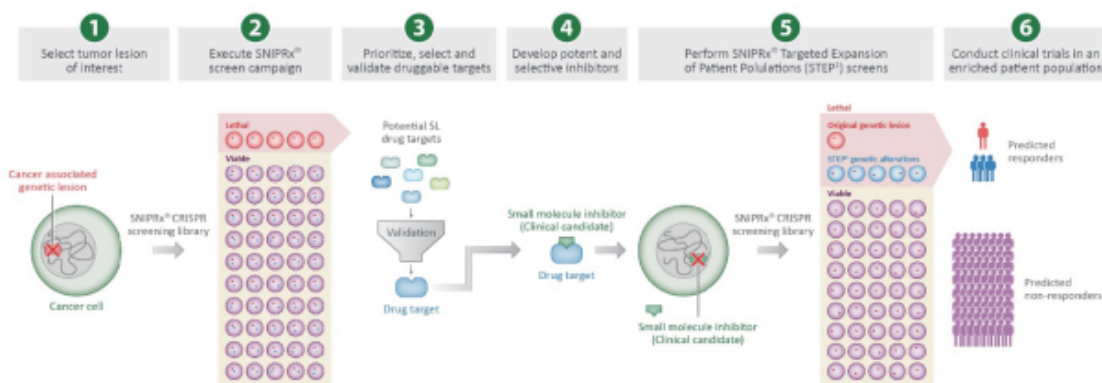 1
Select tumor lesion
of interest
2
Execute SNIPRx®
screen campaign
3
Prioritize, select and
validate druggable targets
4
Develop potent and
selective inhibitors
5
Perform SNIPRx® Targeted Expansion
of Patient Polulations (STEP²) screens
6
Conduct clinical trials in an
enriched patient population
Cancer associated
genetic lesion
Cancer cell
SNIPRx® CRISPR
screening library
Lethal
Viable
Potential SL
drug targets
Validation
Drug target
Small molecule inhibitor
(Clinical candidate)
Drug target
Small molecule inhibitor
(Clinical candidate)
SNIPRx® CRISPR
screening library
Lethal
Original genetic lesion
STEP² genetic alterations
Viable
Predicted
responders
Predicted
non-responders